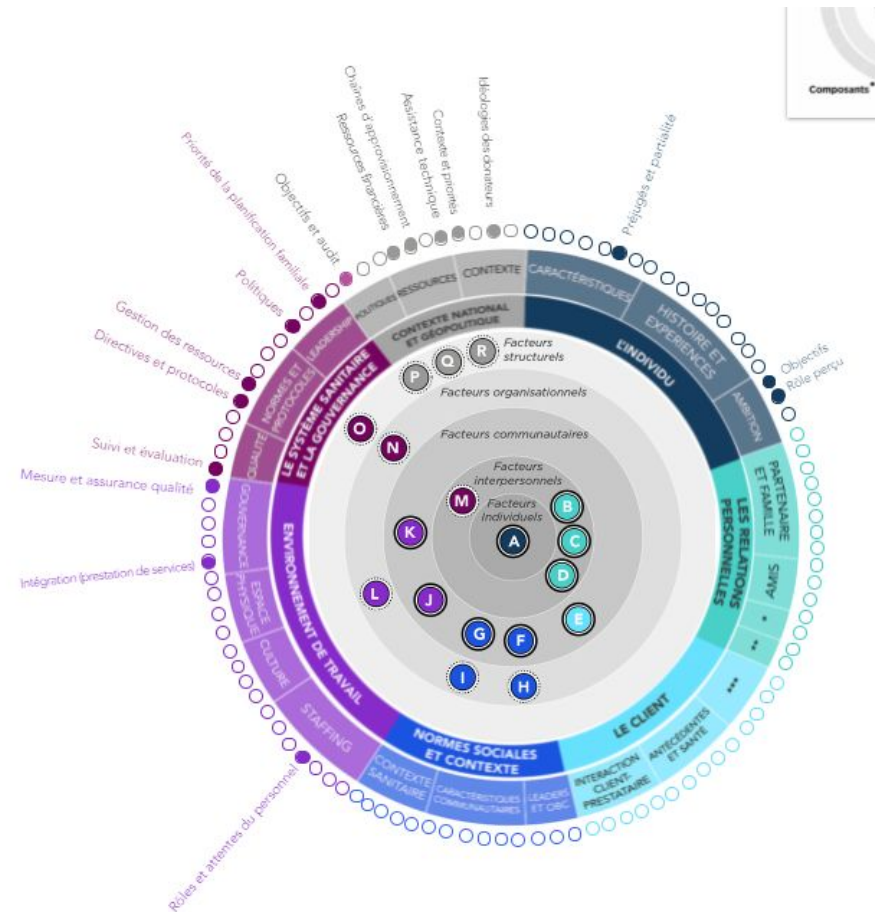 Composants*
Idéologies des donateurs
Contexte et priorités
Assistance technique
Chaînes d'approvisionnement
Ressources financières
Objectifs et audit
Priorité de la planification familiale
Politiques
Gestion des ressources
Directives et protocoles
Suivi et évaluation
Mesure et assurance qualité
Intégration (prestation de services)
Rôles et attentes du personnel
Préjugés et partialité
Objectifs
Rôle perçu
POLITIQUES
RESSOURCES
CONTEXTE
CONTEXTE NATIONAL
ET GÉOPOLITIQUE
CARACTÉRISTIQUES
HISTOIRE ET
EXPÉRIENCES
AMBITION
L'INDIVIDU
PARTENAIRE
ET FAMILLE
AMIS
*
**
LES RELATIONS
PERSONNELLES
***
ANTÉCÉDENTES
ET SANTÉ
INTERACTION
CLIENT-
PRESTATAIRE
LE CLIENT
LEADERS
ET OBC
CARACTÉRISTIQUES
COMMUNAUTAIRES
CONTEXTE
SANITAIRE
NORMES SOCIALES
ET CONTEXTE
STAFFING
CULTURE
ESPACE
PHYSIQUE
GOUVERNANCE
ENVIRONNEMENT DE TRAVAIL
QUALITÉ
NORMES ET
PROTOCOLES
LEADERSHIP
LE SYSTÈME SANITAIRE
ET LA GOUVERNANCE
Facteurs
structurels
Facteurs organisationnels
Facteurs communautaires
Facteurs
interpersonnels
Facteurs
Individuels
R
Q
P
O
N
M
B
A
C
K
D
L
J
E
G
F
I
H